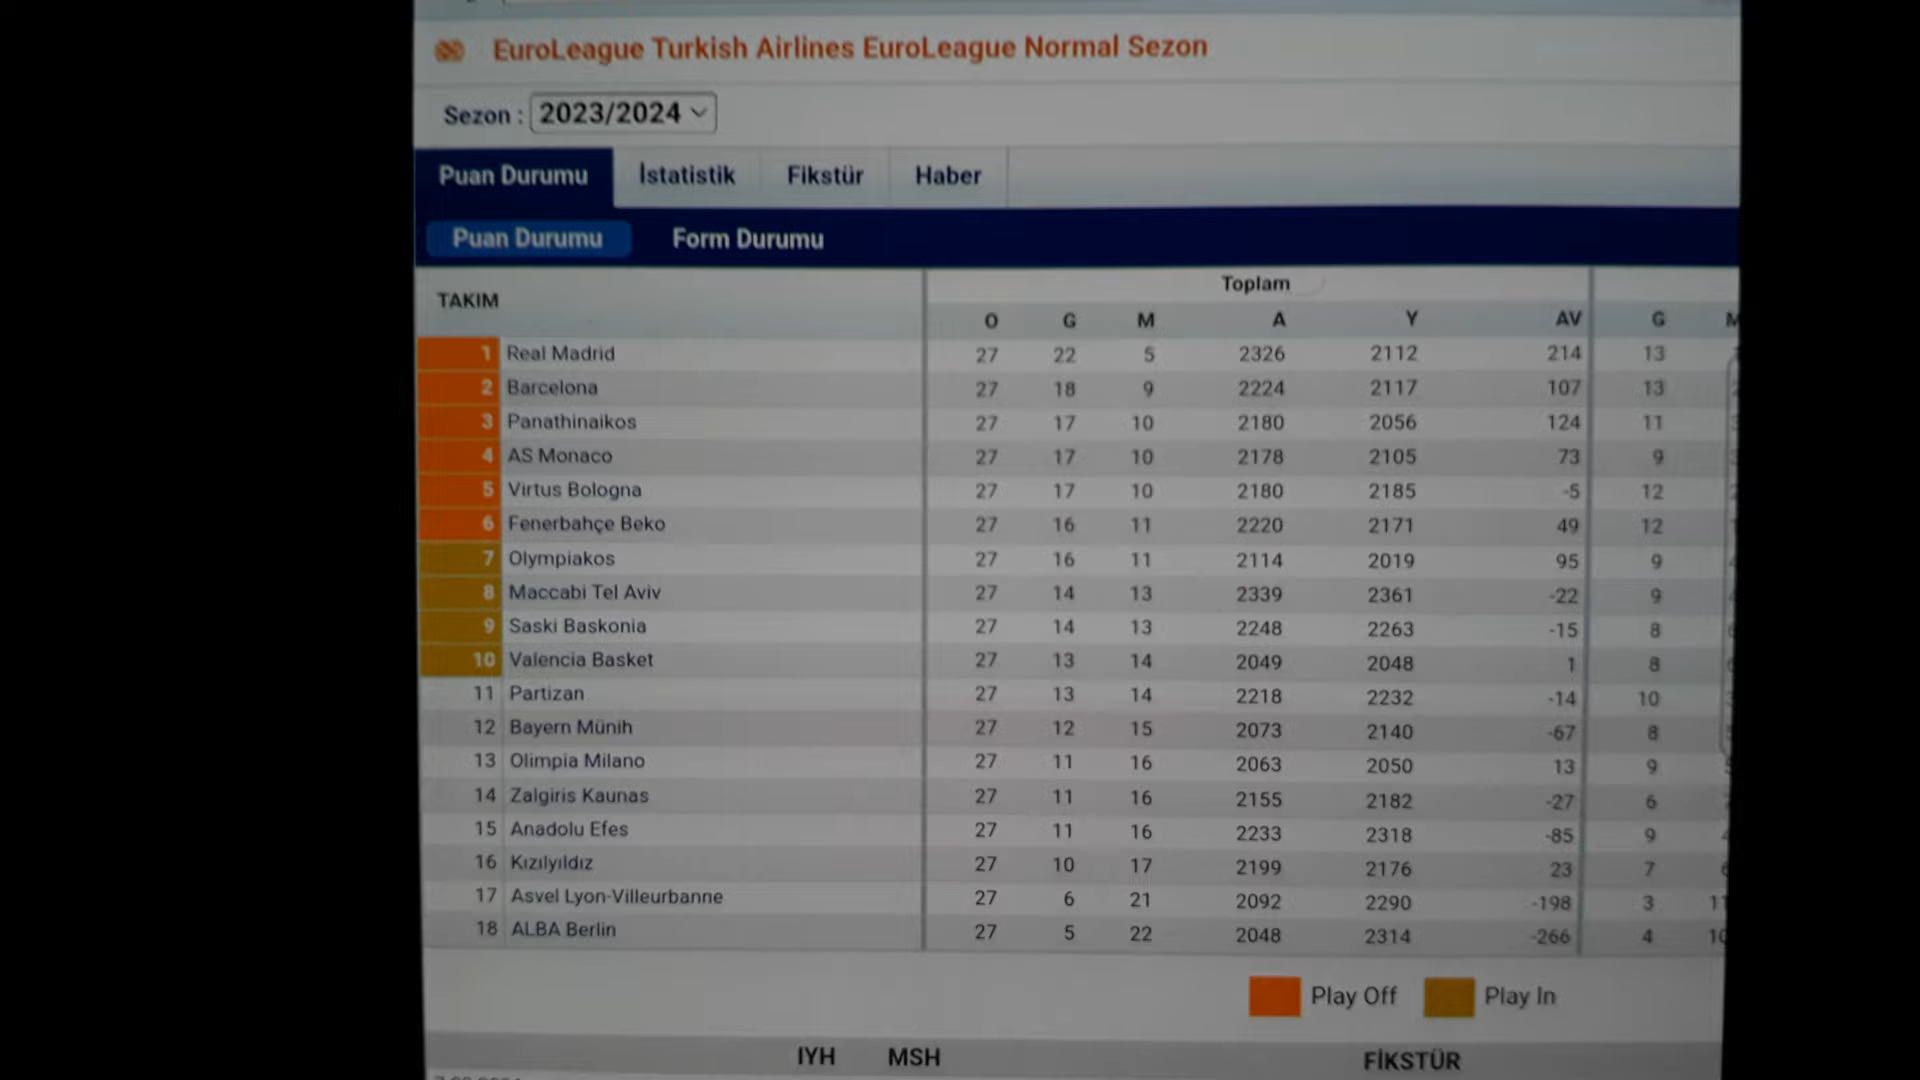 EuroLeague Turkish Airlines EuroLeague Normal Sezon
Sezon : 2023/2024
Puan Durumu İstatistik Fikstür Haber
Puan Durumu Form Durumu
TAKIM Toplam
O G M A Y AV G M
1 Real Madrid 27 22 5 2326 2112 214 13
2 Barcelona 27 18 9 2224 2117 107 13
3 Panathinaikos 27 17 10 2180 2056 124 11
4 AS Monaco 27 17 10 2178 2105 73 9
5 Virtus Bologna 27 17 10 2180 2185 -5 12
6 Fenerbahçe Beko 27 16 11 2220 2171 49 12
7 Olympiakos 27 16 11 2114 2019 95 9
8 Maccabi Tel Aviv 27 14 13 2339 2361 -22 9
9 Saski Baskonia 27 14 13 2248 2263 -15 8
10 Valencia Basket 27 13 14 2049 2048 1 8
11 Partizan 27 13 14 2218 2232 -14 10
12 Bayern Münih 27 12 15 2073 2140 -67 8
13 Olimpia Milano 27 11 16 2063 2050 13 9
14 Zalgiris Kaunas 27 11 16 2155 2182 -27 6
15 Anadolu Efes 27 11 16 2233 2318 -85 9
16 Kızılyıldız 27 10 17 2199 2176 23 7
17 Asvel Lyon-Villeurbanne 27 6 21 2092 2290 -198 3 11
18 ALBA Berlin 27 5 22 2048 2314 -266 4 10
Play Off Play In
IYH MSH FİKSTÜR